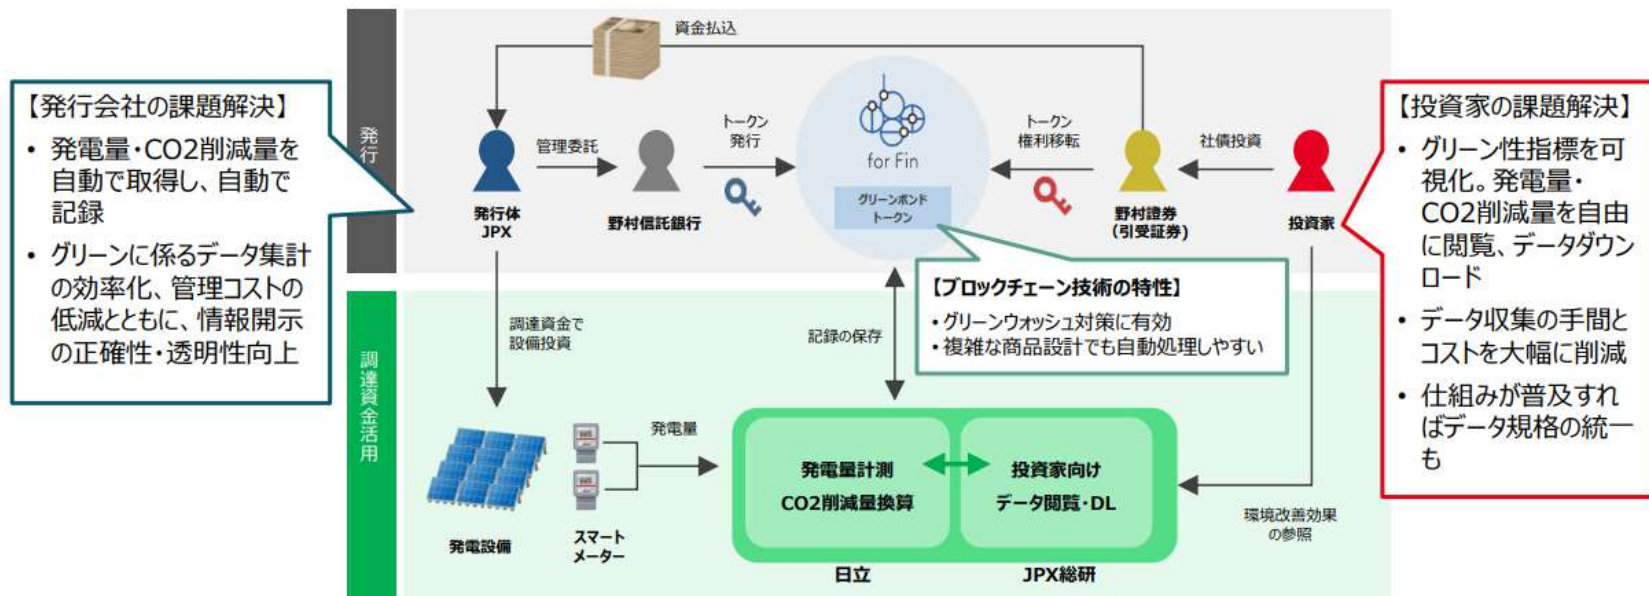 【発行会社の課題解決】
• 発電量・CO2削減量を
自動で取得し、自動で
記録
• グリーンに係るデータ集計
の効率化、管理コストの
低減とともに、情報開示
の正確性・透明性向上
発行
資金払込
発行体
JPX
管理委託
野村信託銀行
トークン
発行
for Fin
グリーンボンド
トークン
トークン
権利移転
野村證券
（引受証券）
社債投資
投資家
【ブロックチェーン技術の特性】
・グリーンウォッシュ対策に有効
・複雑な商品設計でも自動処理しやすい
調達資金活用
調達資金で
設備投資
記録の保存
発電設備
スマート
メーター
発電量
発電量計測
CO2削減量換算
日立
投資家向け
データ閲覧・DL
JPX総研
環境改善効果
の参照
【投資家の課題解決】
• グリーン性指標を可
視化。発電量・
CO2削減量を自由
に閲覧、データダウン
ロード
• データ収集の手間と
コストを大幅に削減
• 仕組みが普及すれ
ばデータ規格の統一
も